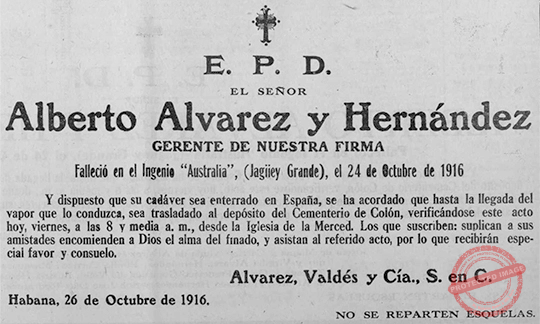 E. P. D.
EL SEÑOR
Alberto Alvarez y Hernández
GERENTE DE NUESTRA FIRMA
Falleció en el Ingenio "Australia", (Jagüey Grande), el 24 de Octubre de 1916
Y dispuesto que su cadáver sea enterrado en España, se ha acordado que hasta la llegada del
vapor que lo conduzca, sea trasladado al depósito del Cementerio de Colón, verificándose este acto
hoy, viernes, a las 8 y media a. m., desde la Iglesia de la Merced. Los que suscriben: suplican a sus
amistades encomienden a Dios el alma del fnado, y asistan al referido acto, por lo que recibirán espe-
cial favor y consuelo.
Alvarez, Valdés y Cía., S. en C.
Habana, 26 de Octubre de 1916.
NO SE REPARTEN ESQUELAS.
PROTECTED IMAGE